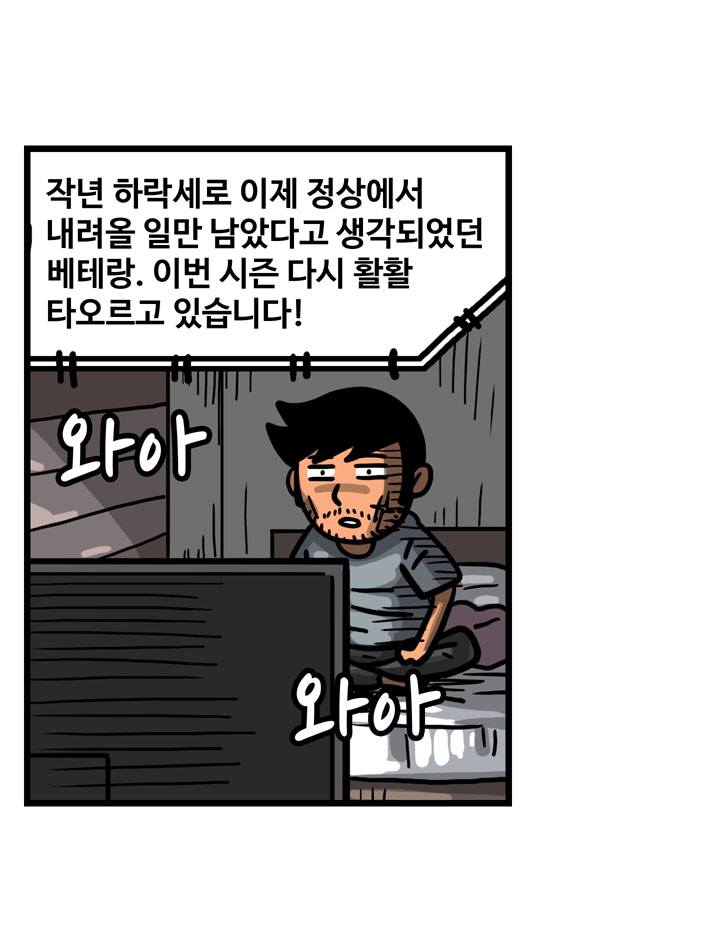 작년 하락세로 이제 정상에서
내려올 일만 남았다고 생각되었던
베테랑. 이번 시즌 다시 활활
타오르고 있습니다!
와아
와아